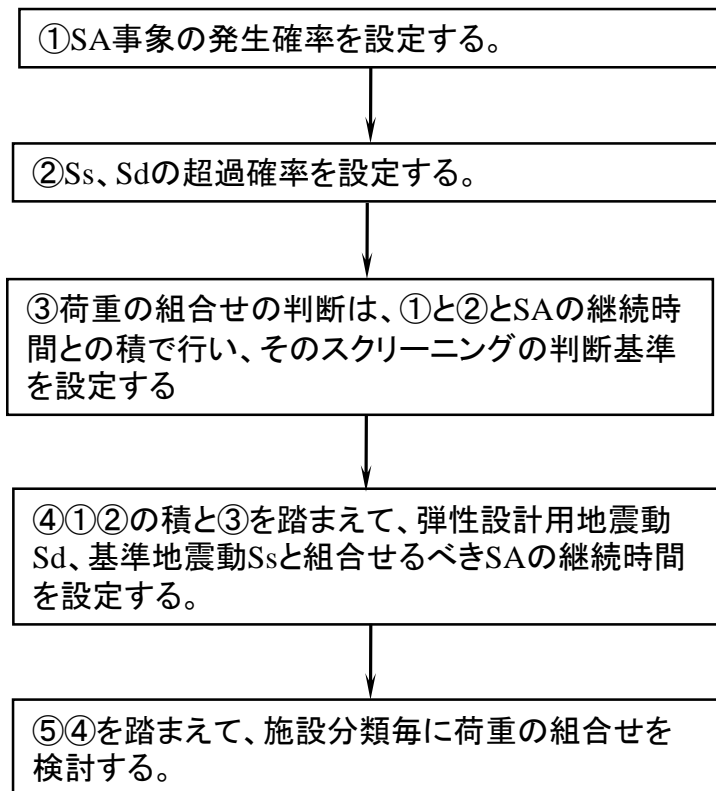 ①SA事象の発生確率を設定する。
②Ss、Sdの超過確率を設定する。
③荷重の組合せの判断は、①と②とSAの継続時
間との積で行い、そのスクリーニングの判断基準
を設定する
④①②の積と③を踏まえて、弾性設計用地震動
Sd、基準地震動Ssと組合せるべきSAの継続時間
を設定する。
⑤④を踏まえて、施設分類毎に荷重の組合せを
検討する。